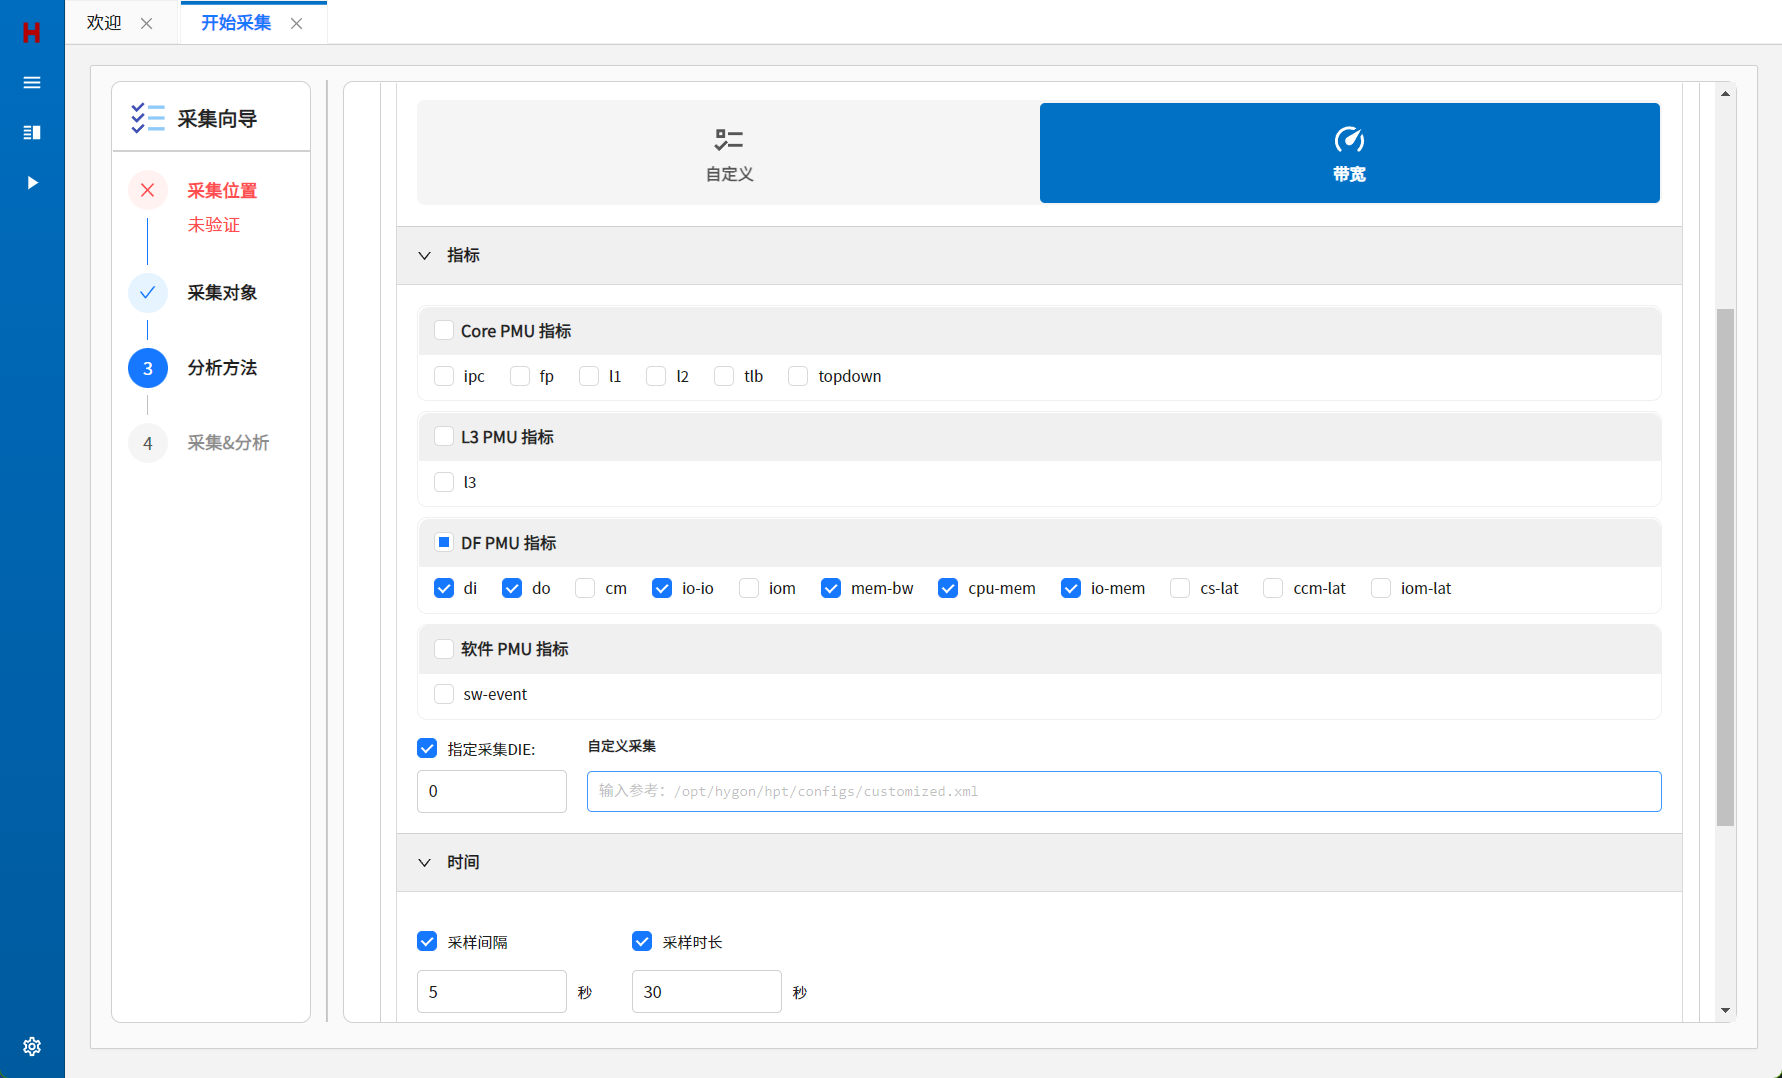 H
欢迎
开始采集
采集向导
采集位置
未验证
采集对象
3 分析方法
4 采集&分析
自定义
带宽
指标
Core PMU 指标
ipc fp l1 l2 tlb topdown
L3 PMU 指标
l3
DF PMU 指标
di do cm io-io iom mem-bw cpu-mem io-mem cs-lat ccm-lat iom-lat
软件 PMU 指标
sw-event
指定采集DIE:
0
自定义采集
输入参考：/opt/hygon/hpt/configs/customized.xml
时间
采样间隔 采样时长
5 秒 30 秒